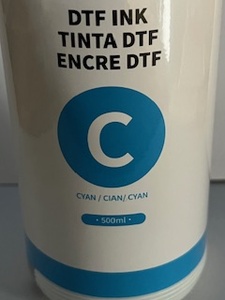 DTF INK
TINTA DTF
ENCRE DTF
C
CYAN / CIAN/ CYAN
• 500ml •